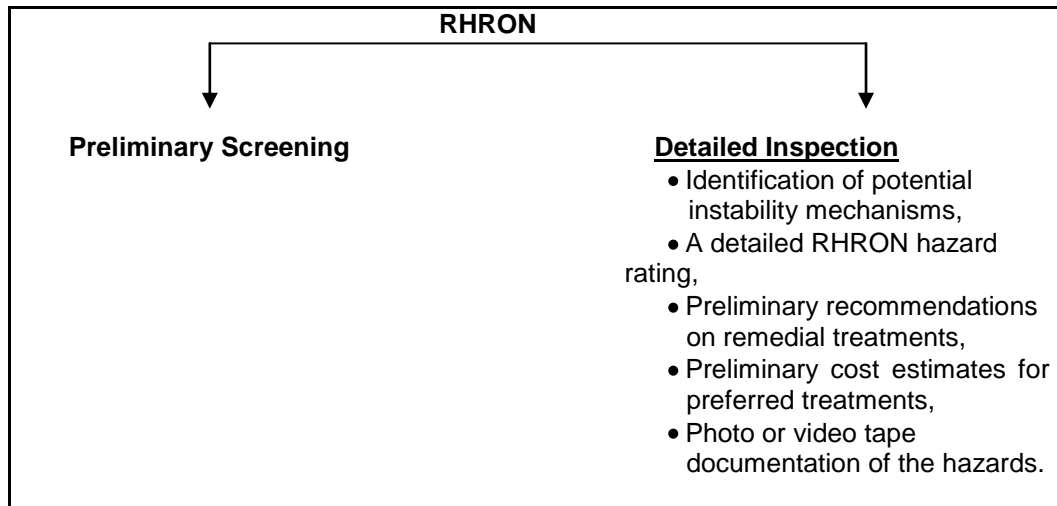 RHRON
Preliminary Screening
Detailed Inspection
• Identification of potential
instability mechanisms,
• A detailed RHRON hazard
rating,
• Preliminary recommendations
on remedial treatments,
• Preliminary cost estimates for
preferred treatments,
• Photo or video tape
documentation of the hazards.